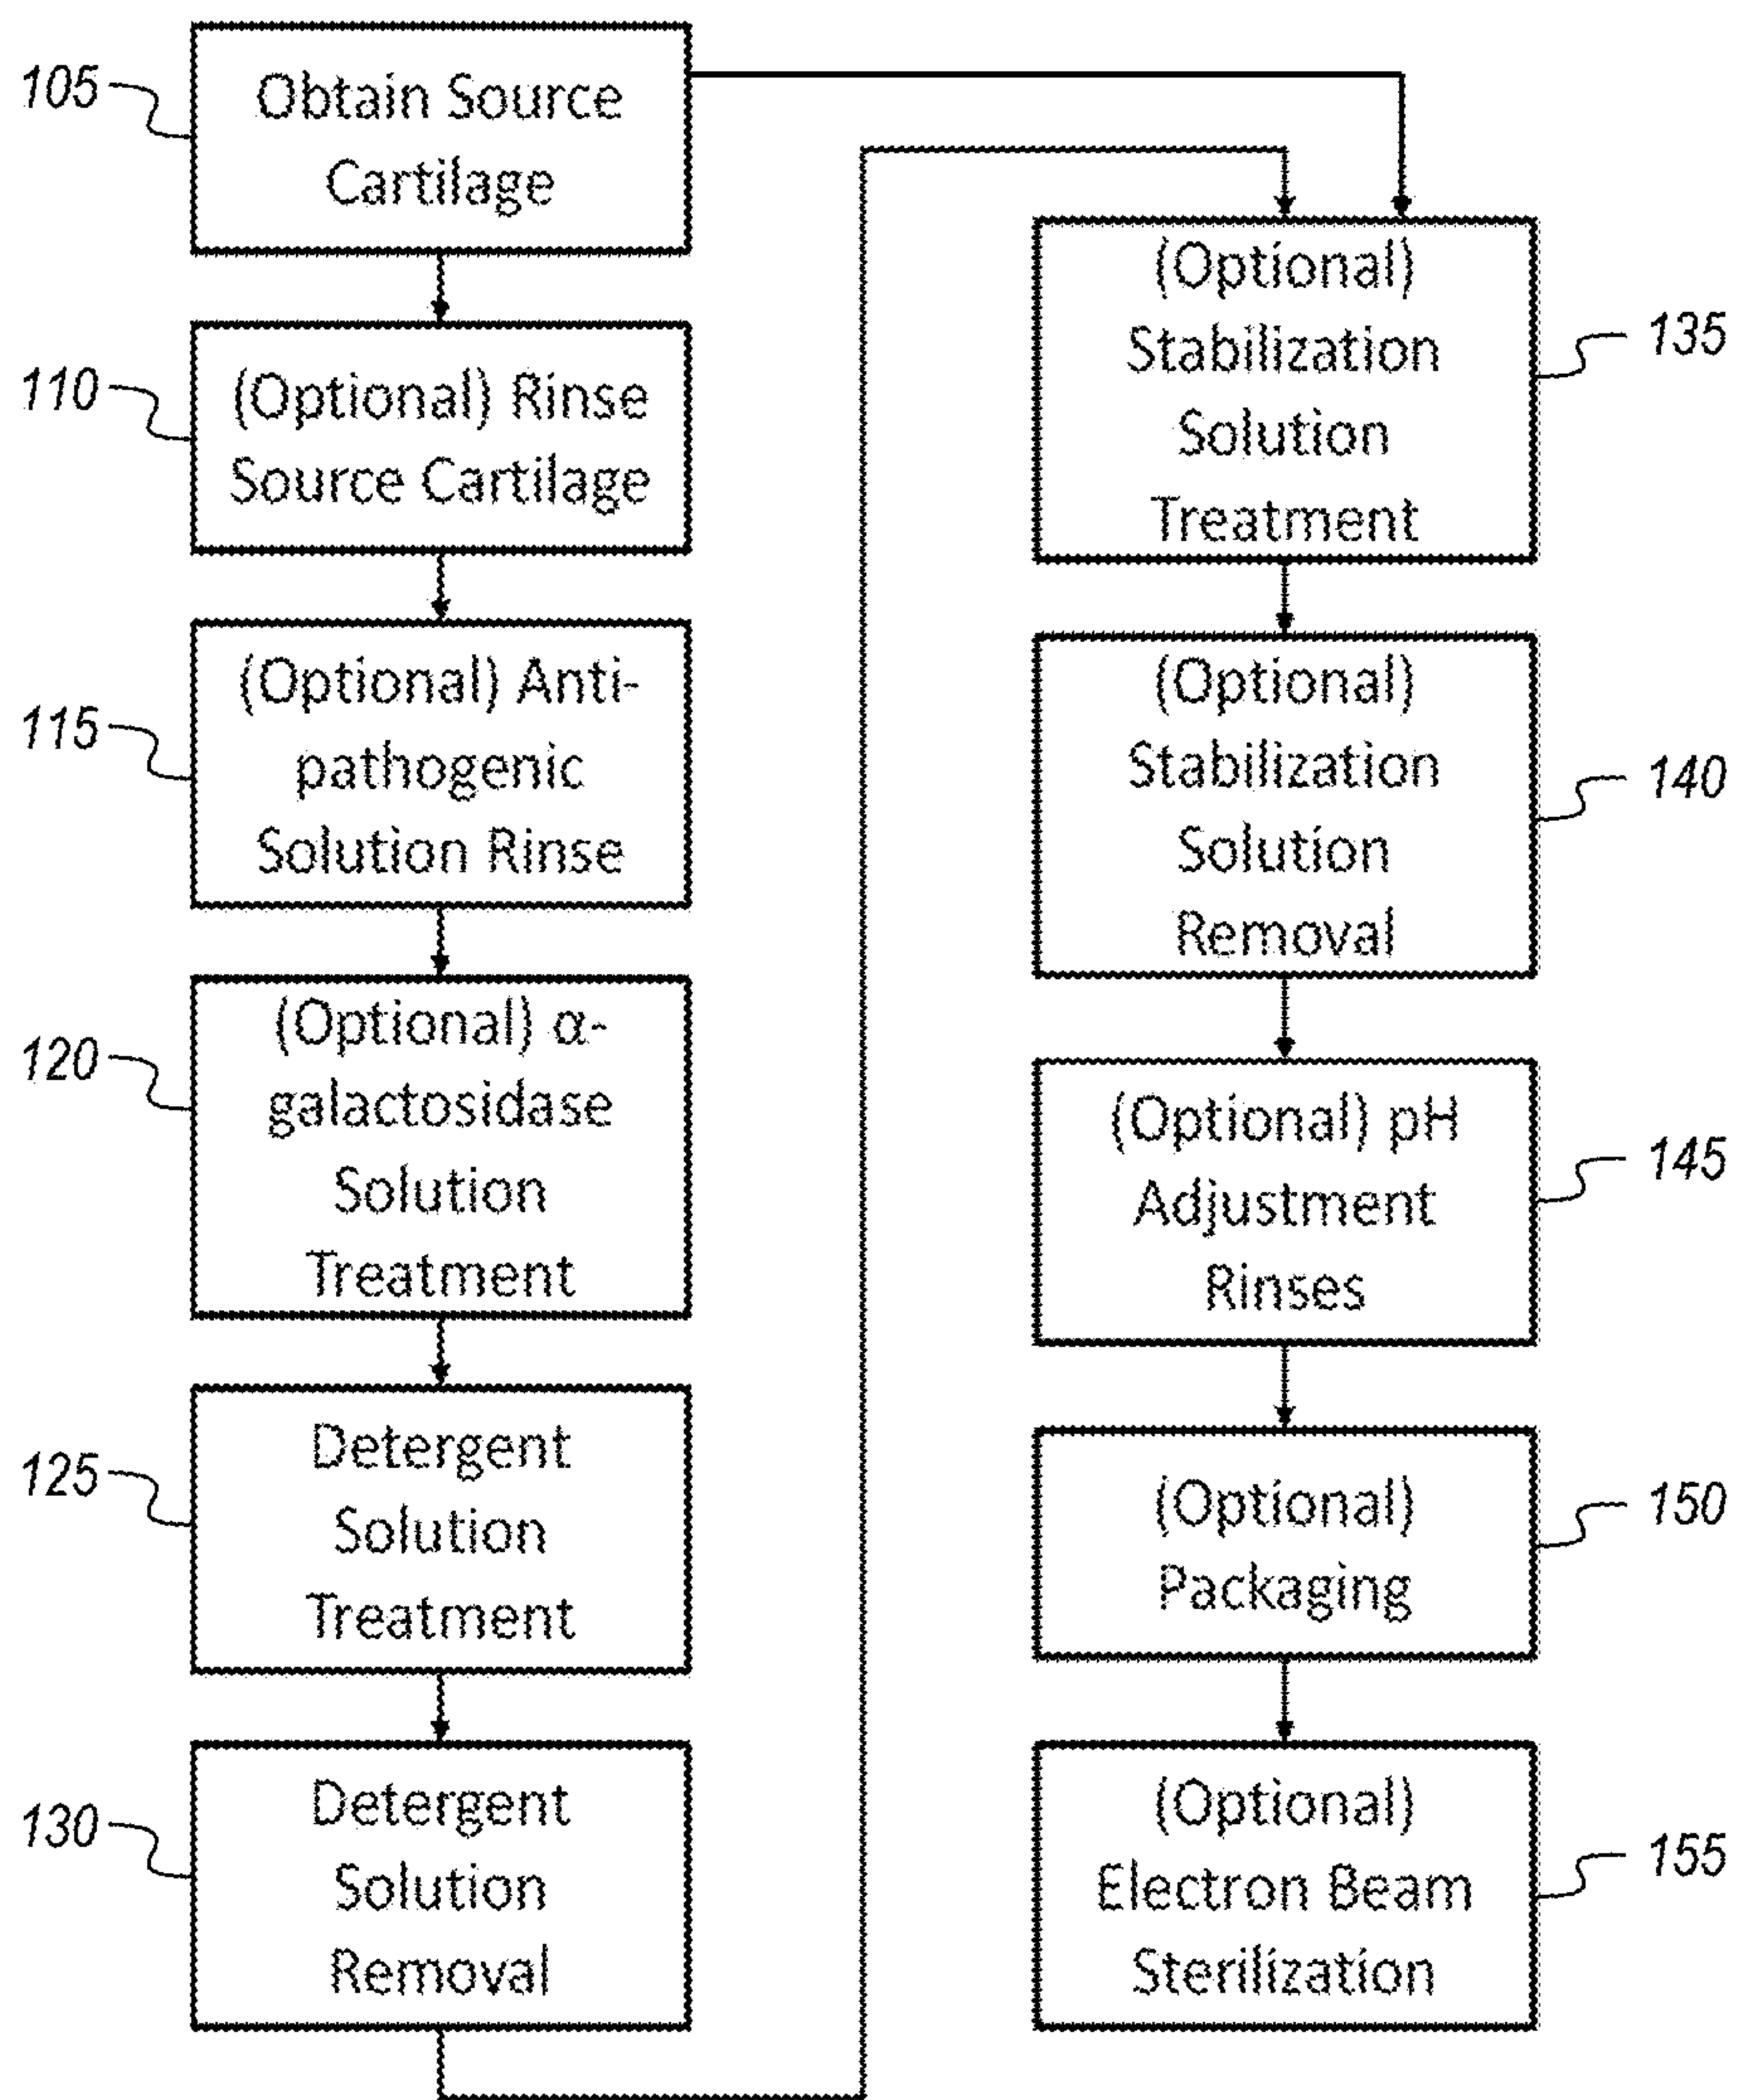 105
Obtain Source
Cartilage
110
(Optional) Rinse
Source Cartilage
115
(Optional) Anti-
pathogenic
Solution Rinse
120
(Optional) α-
galactosidase
Solution
Treatment
125
Detergent
Solution
Treatment
130
Detergent
Solution
Removal
(Optional)
Stabilization
Solution
Treatment
135
(Optional)
Stabilization
Solution
Removal
140
(Optional) pH
Adjustment
Rinses
145
(Optional)
Packaging
150
(Optional)
Electron Beam
Sterilization
155